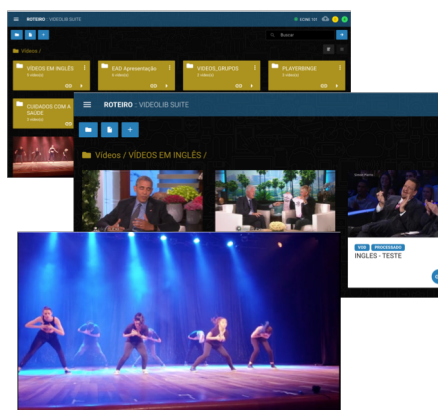 ROTEIRO : VIDEOLIB SUITE
Buscar
Vídeos /
VÍDEOS EM INGLÊS
EAD Apresentação
VIDEOS_GRUPOS
PLAYERBINGE
CUIDADOS COM A
SAÚDE
ROTEIRO : VIDEOLIB SUITE
Vídeos / VÍDEOS EM INGLÊS /
VOD
PROCESSADO
INGLES - TESTE